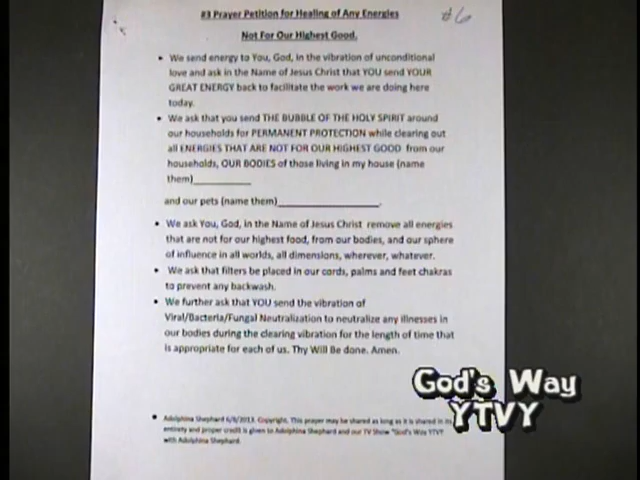 #3 Prayer Petition for Healing of Any Energies
#6
Not For Our Highest Good.
• We send energy to You, God, in the vibration of unconditional
love and ask in the Name of Jesus Christ that YOU send YOUR
GREAT ENERGY back to facilitate the work we are doing here
today.
• We ask that you send THE BUBBLE OF THE HOLY SPIRIT around
our households for PERMANENT PROTECTION while clearing out
all ENERGIES THAT ARE NOT FOR OUR HIGHEST GOOD from our
households, OUR BODIES of those living in my house (name
them)__________
and our pets (name them)__________________.
• We ask You, God, in the Name of Jesus Christ remove all energies
that are not for our highest food, from our bodies, and our sphere
of influence in all worlds, all dimensions, wherever, whatever.
• We ask that filters be placed in our cords, palms and feet chakras
to prevent any backwash.
• We further ask that YOU send the vibration of
Viral/Bacteria/Fungal Neutralization to neutralize any illnesses in
our bodies during the clearing vibration for the length of time that
is appropriate for each of us. Thy Will Be done. Amen.
• Adolphina Shephard 6/8/2013. Copyright. This prayer may be shared as long as it is shared in its
entirety and proper credit is given to Adolphina Shephard and our TV Show "God's Way YTVY
with Adolphina Shephard.
God's Way
YTVY